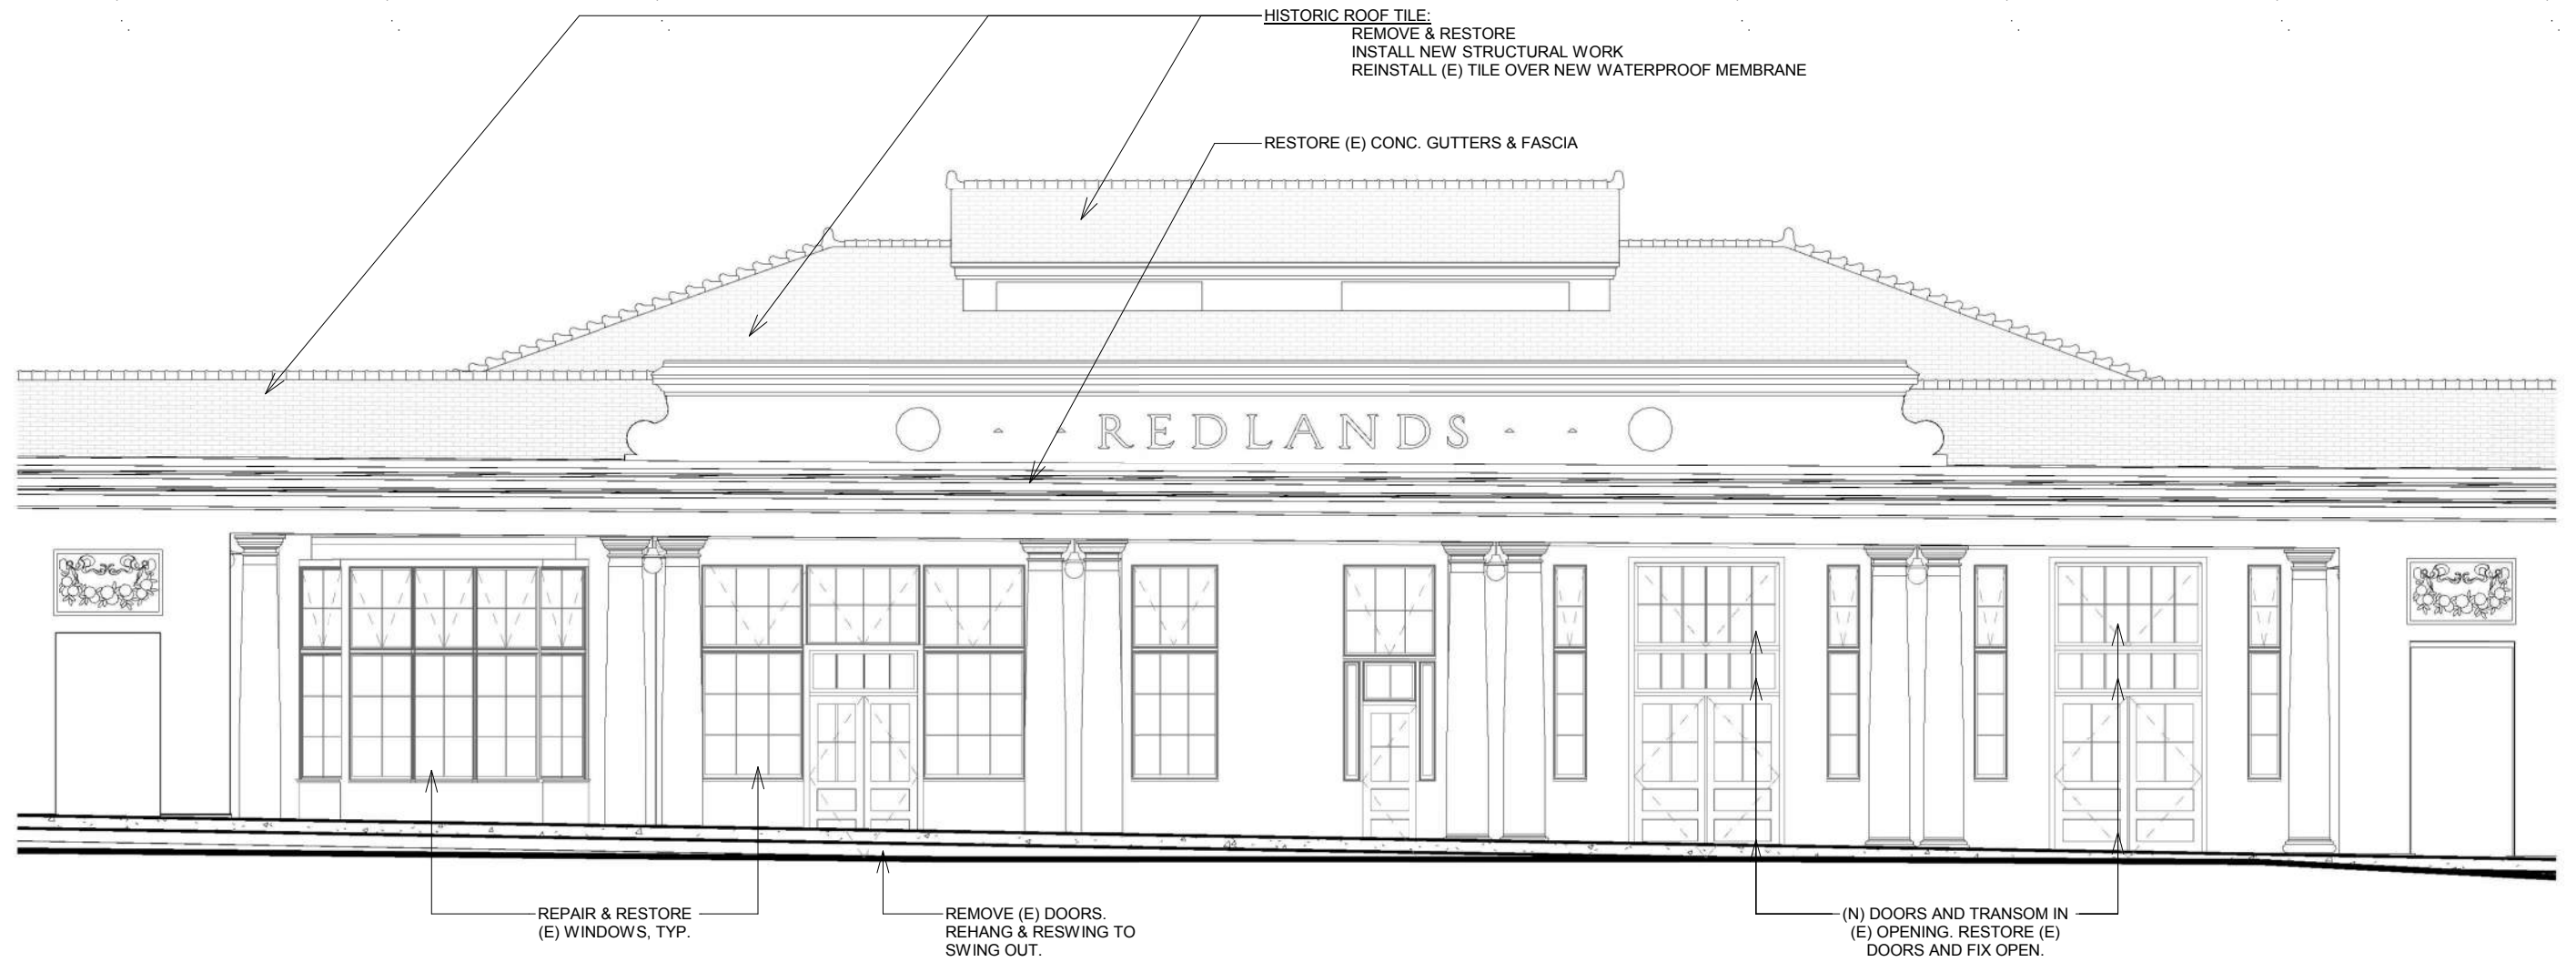 HISTORIC ROOF TILE:
REMOVE & RESTORE
INSTALL NEW STRUCTURAL WORK
REINSTALL (E) TILE OVER NEW WATERPROOF MEMBRANE
RESTORE (E) CONC. GUTTERS & FASCIA
REDLANDS
REPAIR & RESTORE
(E) WINDOWS, TYP.
REMOVE (E) DOORS.
REHANG & RESWING TO
SWING OUT.
(N) DOORS AND TRANSOM IN
(E) OPENING. RESTORE (E)
DOORS AND FIX OPEN.